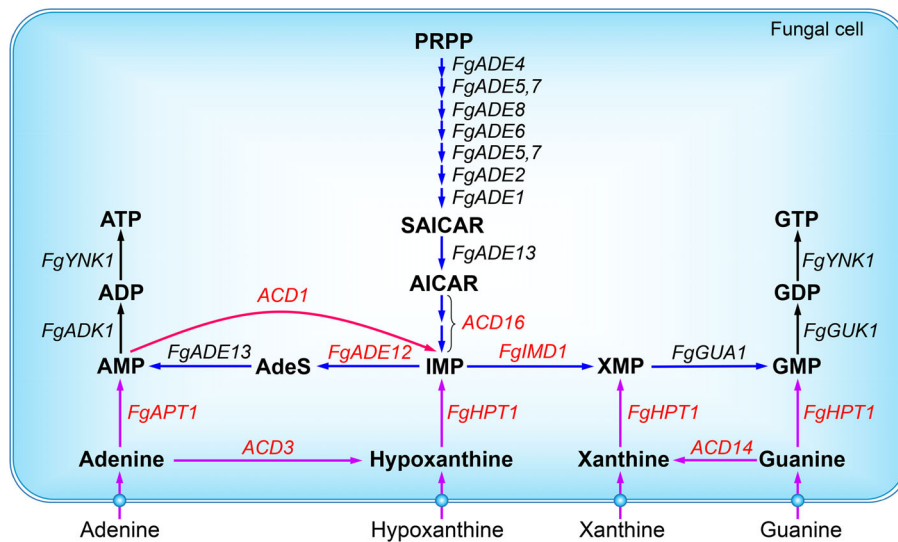 Fungal cell
PRPP
FgADE4
FgADE5,7
FgADE8
FgADE6
FgADE5,7
FgADE2
FgADE1
ATP
SAICAR
GTP
FgYNK1
FgADE13
FgYNK1
ADP
AICAR
GDP
ACD1
ACD16
FgADK1
FgGUK1
AMP
FgADE13
AdeS
FgADE12
IMP
FgIMD1
XMP
FgGUA1
GMP
FgAPT1
FgHPT1
FgHPT1
FgHPT1
Adenine
ACD3
Hypoxanthine
Xanthine
ACD14
Guanine
Adenine
Hypoxanthine
Xanthine
Guanine